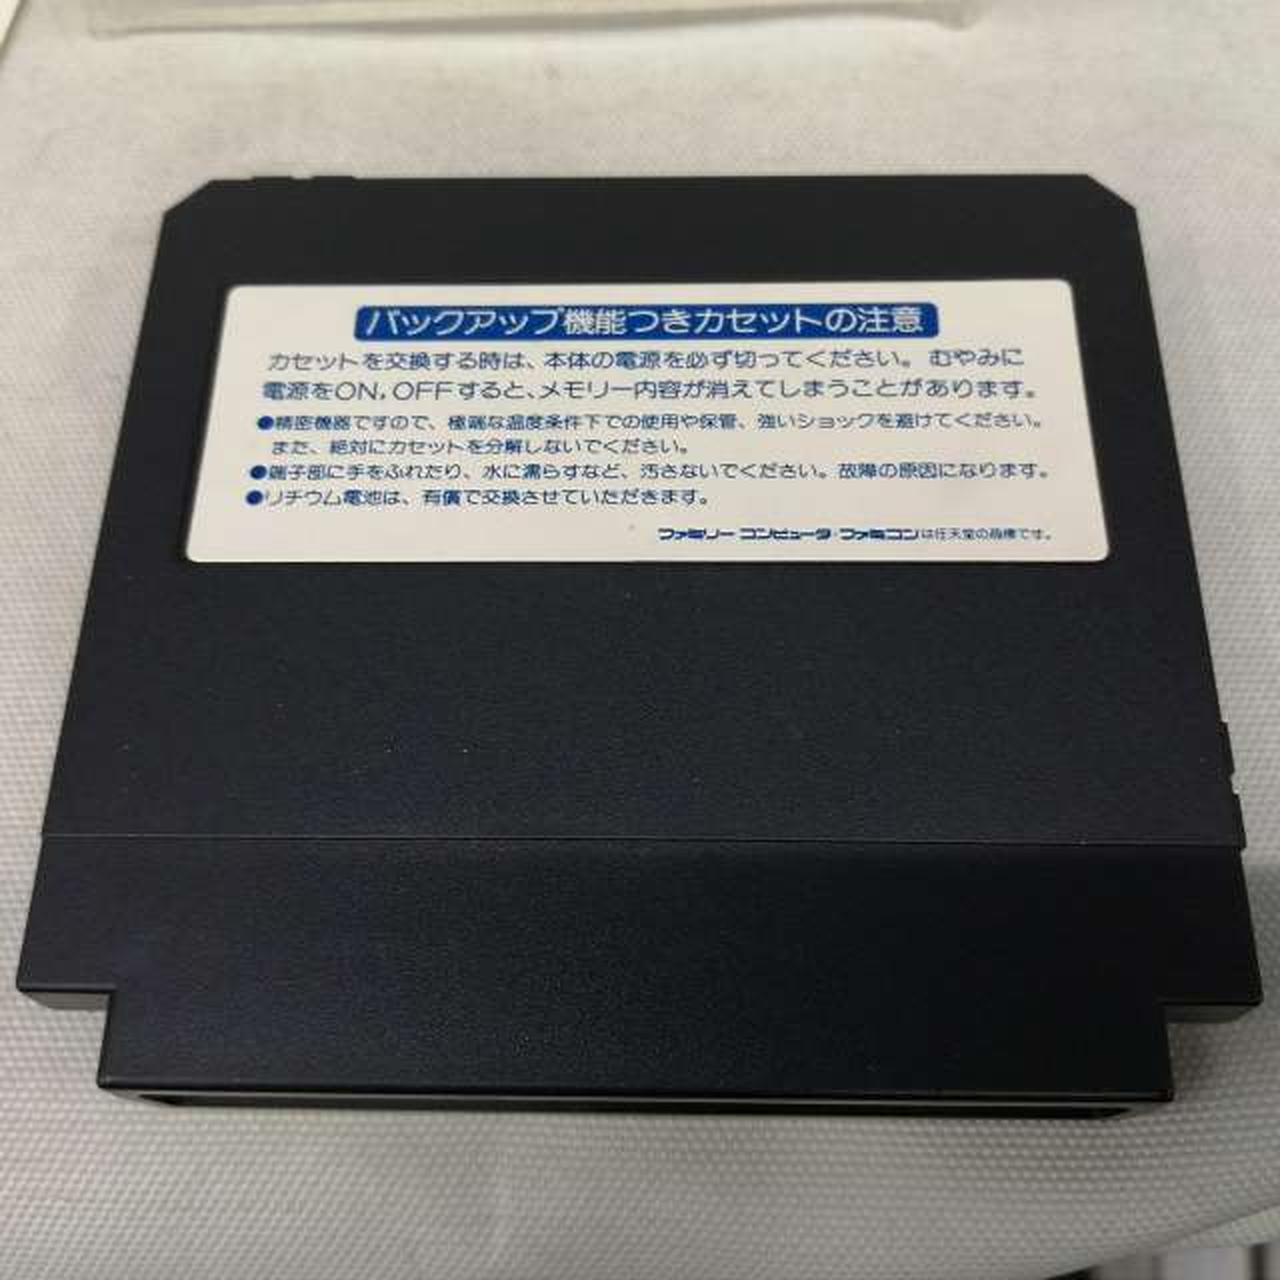 バックアップ機能つきカセットの注意
カセットを交換する時は、本体の電源を必ず切ってください。むやみに
電源をON,OFFすると、メモリー内容が消えてしまうことがあります。
●精密機器ですので、極端な温度条件下での使用や保管、強いショックを避けてください。
また、絶対にカセットを分解しないでください。
●端子部に手をふれたり、水に濡らすなど、汚さないでください。故障の原因になります。
●リチウム電池は、有償で交換させていただきます。
ファミリーコンピュータ・ファミコンは任天堂の商標です。